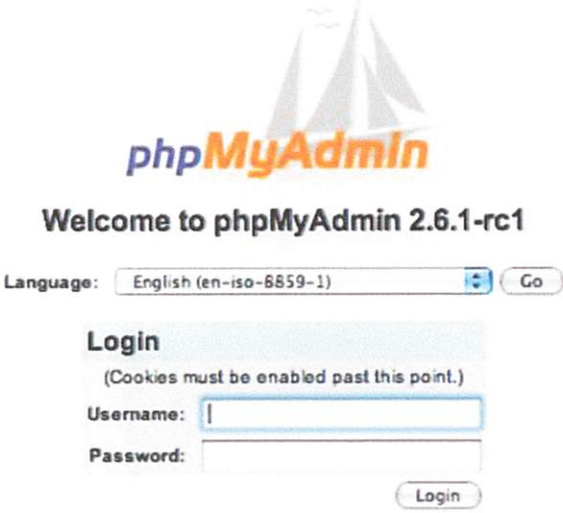 phpMyAdmin
Welcome to phpMyAdmin 2.6.1-rc1
Language: English (en-iso-8859-1) Go
Login
(Cookies must be enabled past this point.)
Username:
Password:
Login